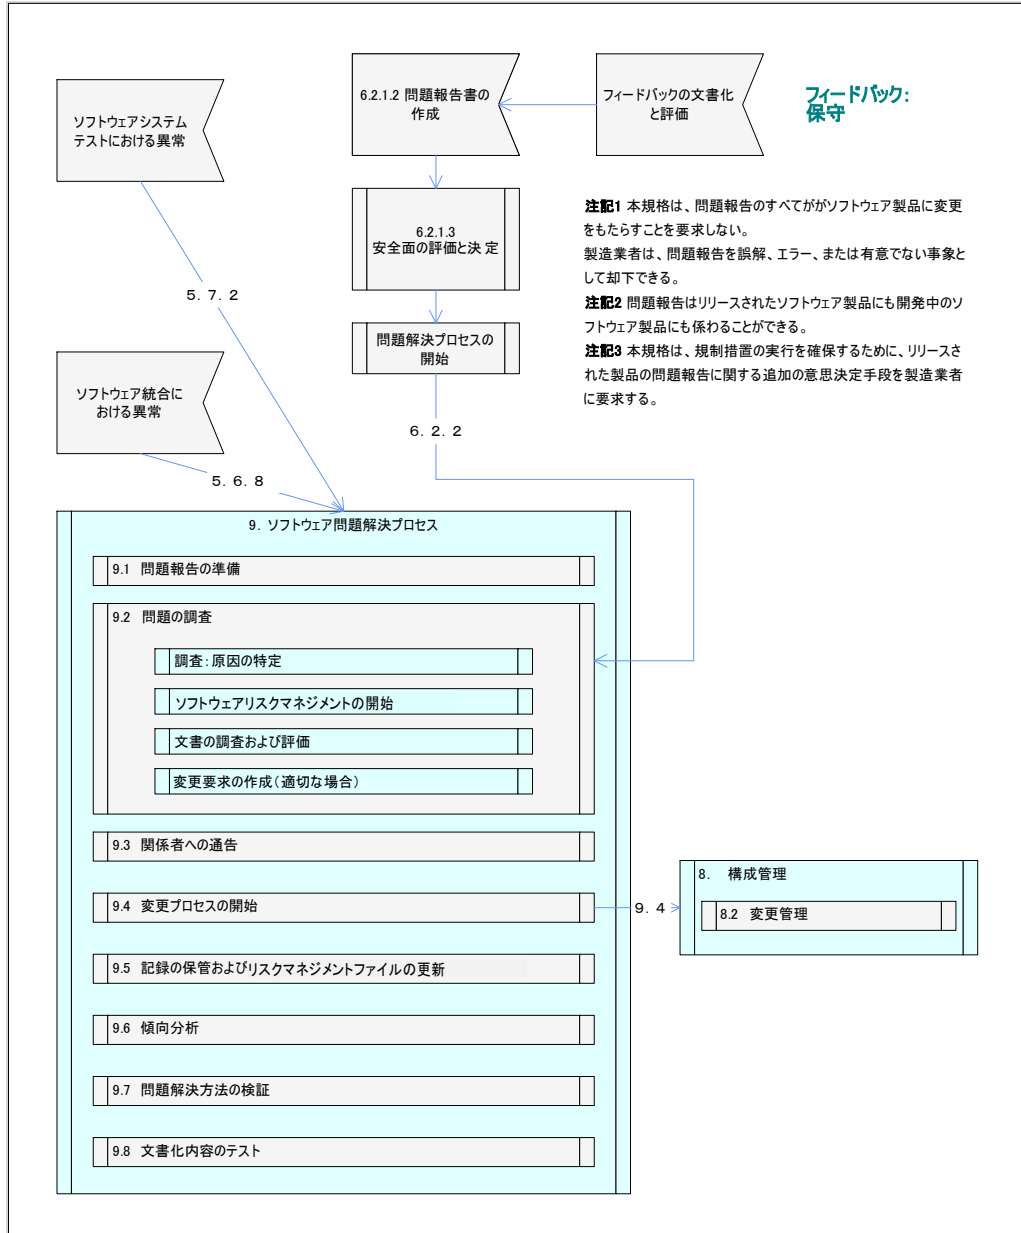 ソフトウェアシステム
テストにおける異常
6.2.1.2 問題報告書の
作成
フィードバックの文書化
と評価
フィードバック:
保守
6.2.1.3
安全面の評価と決 定
注記1 本規格は、問題報告のすべてががソフトウェア製品に変更
をもたらすことを要求しない。
製造業者は、問題報告を誤解、エラー、または有意でない事象と
して却下できる。
注記2 問題報告はリリースされたソフトウェア製品にも開発中のソ
フトウェア製品にも係わることができる。
注記3 本規格は、規制措置の実行を確保するために、リリースさ
れた製品の問題報告に関する追加の意思決定手段を製造業者
に要求する。
5.7.2
問題解決プロセスの
開始
ソフトウェア統合に
おける異常
6.2.2
5.6.8
9. ソフトウェア問題解決プロセス
9.1 問題報告の準備
9.2 問題の調査
調査:原因の特定
ソフトウェアリスクマネジメントの開始
文書の調査および評価
変更要求の作成(適切な場合)
9.3 関係者への通告
9.4 変更プロセスの開始
9.4
8. 構成管理
8.2 変更管理
9.5 記録の保管およびリスクマネジメントファイルの更新
9.6 傾向分析
9.7 問題解決方法の検証
9.8 文書化内容のテスト